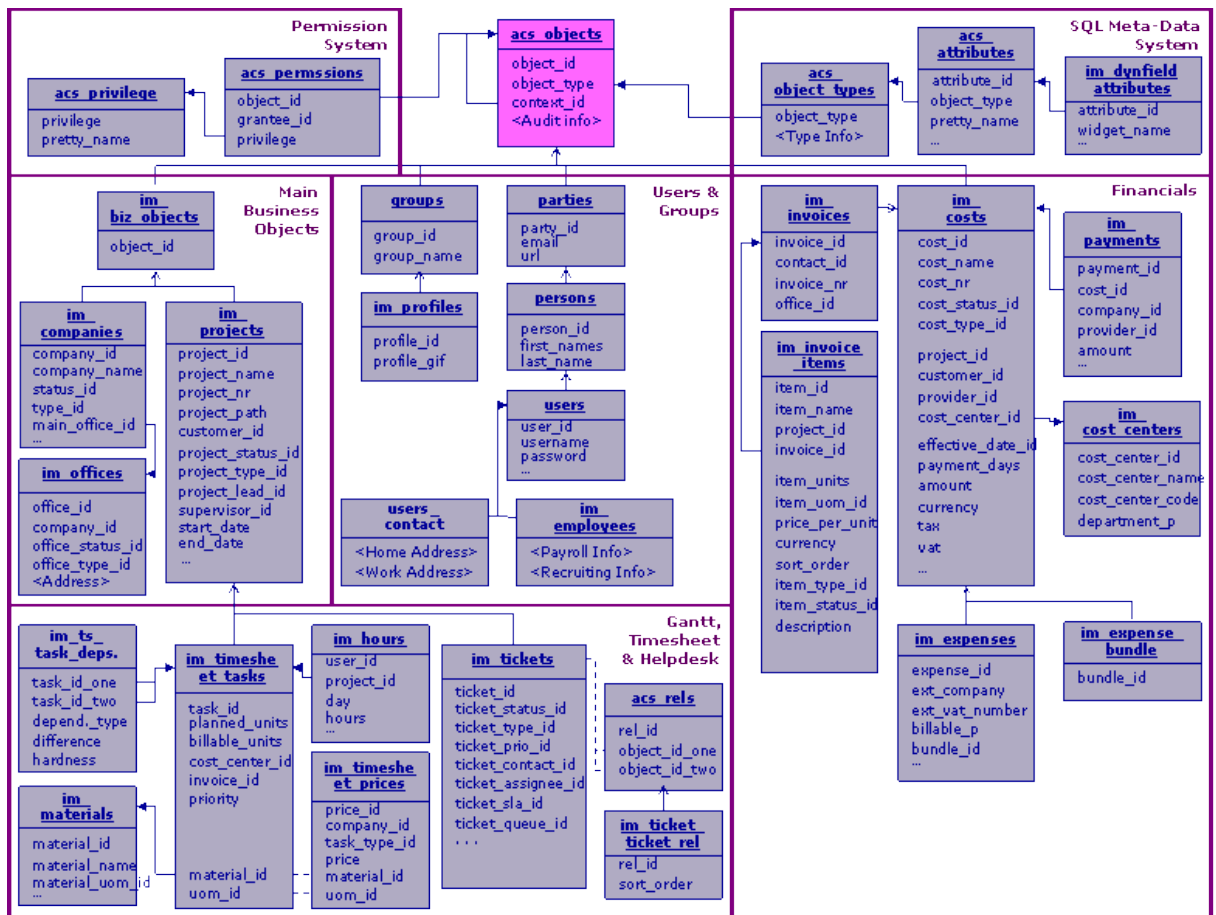 Permission
System
acs_permssions
object_id
grantee_id
privilege
acs_privilege
privilege
pretty_name
acs_objects
object_id
object_type
context_id
<Audit info>
SQL Meta-Data
System
acs_
object_types
object_type
<Type Info>
acs_
attributes
attribute_id
object_type
pretty_name
...
im_dynfield
attributes
attribute_id
widget_name
...
Main
Business
Objects
im_
biz_objects
object_id
im_
companies
company_id
company_name
status_id
type_id
main_office_id
...
im_offices
office_id
company_id
office_status_id
office_type_id
<Address>
im_
projects
project_id
project_name
project_nr
project_path
customer_id
project_status_id
project_type_id
project_lead_id
supervisor_id
start_date
end_date
...
Users &
Groups
groups
group_id
group_name
im_profiles
profile_id
profile_gif
parties
party_id
email
url
persons
person_id
first_names
last_name
users
user_id
username
password
...
users_
contact
<Home Address>
<Work Address>
im_
employees
<Payroll Info>
<Recruiting Info>
Financials
im_
invoices
invoice_id
contact_id
invoice_nr
office_id
im_invoice
_items
item_id
item_name
project_id
invoice_id
item_units
item_uom_id
price_per_unit
currency
sort_order
item_type_id
item_status_id
description
im_
costs
cost_id
cost_name
cost_nr
cost_status_id
cost_type_id
project_id
customer_id
provider_id
cost_center_id
effective_date_id
payment_days
amount
currency
tax
vat
...
im_
payments
payment_id
cost_id
company_id
provider_id
amount
...
im_
cost_centers
cost_center_id
cost_center_name
cost_center_code
department_p
im_expenses
expense_id
ext_company
ext_vat_number
billable_p
bundle_id
...
im_expense_
bundle
bundle_id
Gantt,
Timesheet
& Helpdesk
im_ts_
task_deps.
task_id_one
task_id_two
depend._type
difference
hardness
im_
materials
material_id
material_name
material_uom_id
...
im_timeshe
et_tasks
task_id
planned_units
billable_units
cost_center_id
invoice_id
priority
material_id
uom_id
im_hours
user_id
project_id
day
hours
...
im_timeshe
et_prices
price_id
company_id
task_type_id
price
material_id
uom_id
im_tickets
ticket_id
ticket_status_id
ticket_type_id
ticket_prio_id
ticket_contact_id
ticket_assignee_id
ticket_sla_id
ticket_queue_id
...
acs_rels
rel_id
object_id_one
object_id_two
im_ticket_
ticket_rel
rel_id
sort_order